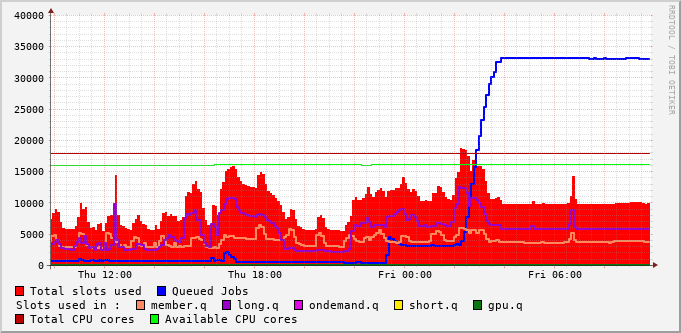 RRDTOOL / TOBI OETIKER
40000
35000
30000
25000
20000
15000
10000
5000
0
Thu 12:00 Thu 18:00 Fri 00:00 Fri 06:00
Total slots used Queued Jobs
Slots used in : member.q long.q ondemand.q short.q gpu.q
Total CPU cores Available CPU cores